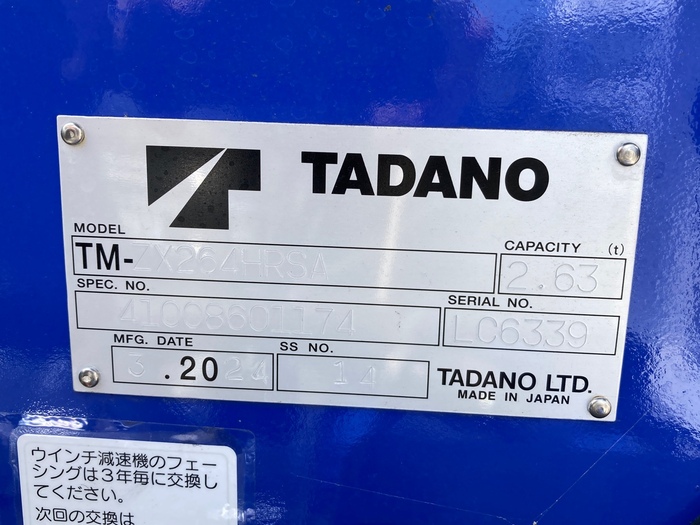 TADANO
MODEL
TM-ZX264HRSA
CAPACITY (t)
2.63
SPEC. NO.
41008601174
SERIAL NO.
LC6339
MFG. DATE
3 .2024
SS NO.
14
TADANO LTD.
MADE IN JAPAN
ウインチ減速機のフェー
シングは3年毎に交換し
てください。
次回の交換は